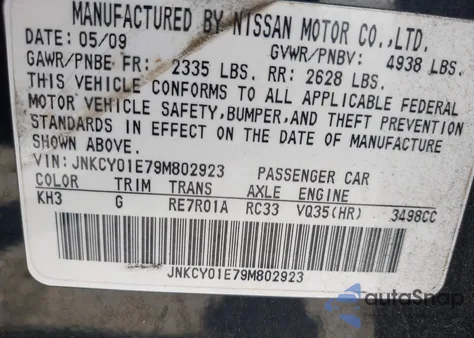 MANUFACTURED BY NISSAN MOTOR CO.,LTD.
DATE: 05/09 GVWR/PNBV: 4938 LBS.
GAWR/PNBE FR: 2335 LBS. RR: 2628 LBS.
THIS VEHICLE CONFORMS TO ALL APPLICABLE FEDERAL
MOTOR VEHICLE SAFETY,BUMPER,AND THEFT PREVENTION
STANDARDS IN EFFECT ON THE DATE OF MANUFACTURE
SHOWN ABOVE.
VIN: JNKCY01E79M802923 PASSENGER CAR
COLOR TRIM TRANS AXLE ENGINE
KH3 G RE7R01A RC33 VQ35(HR) 3498CC
JNKCY01E79M802923
autoSnap